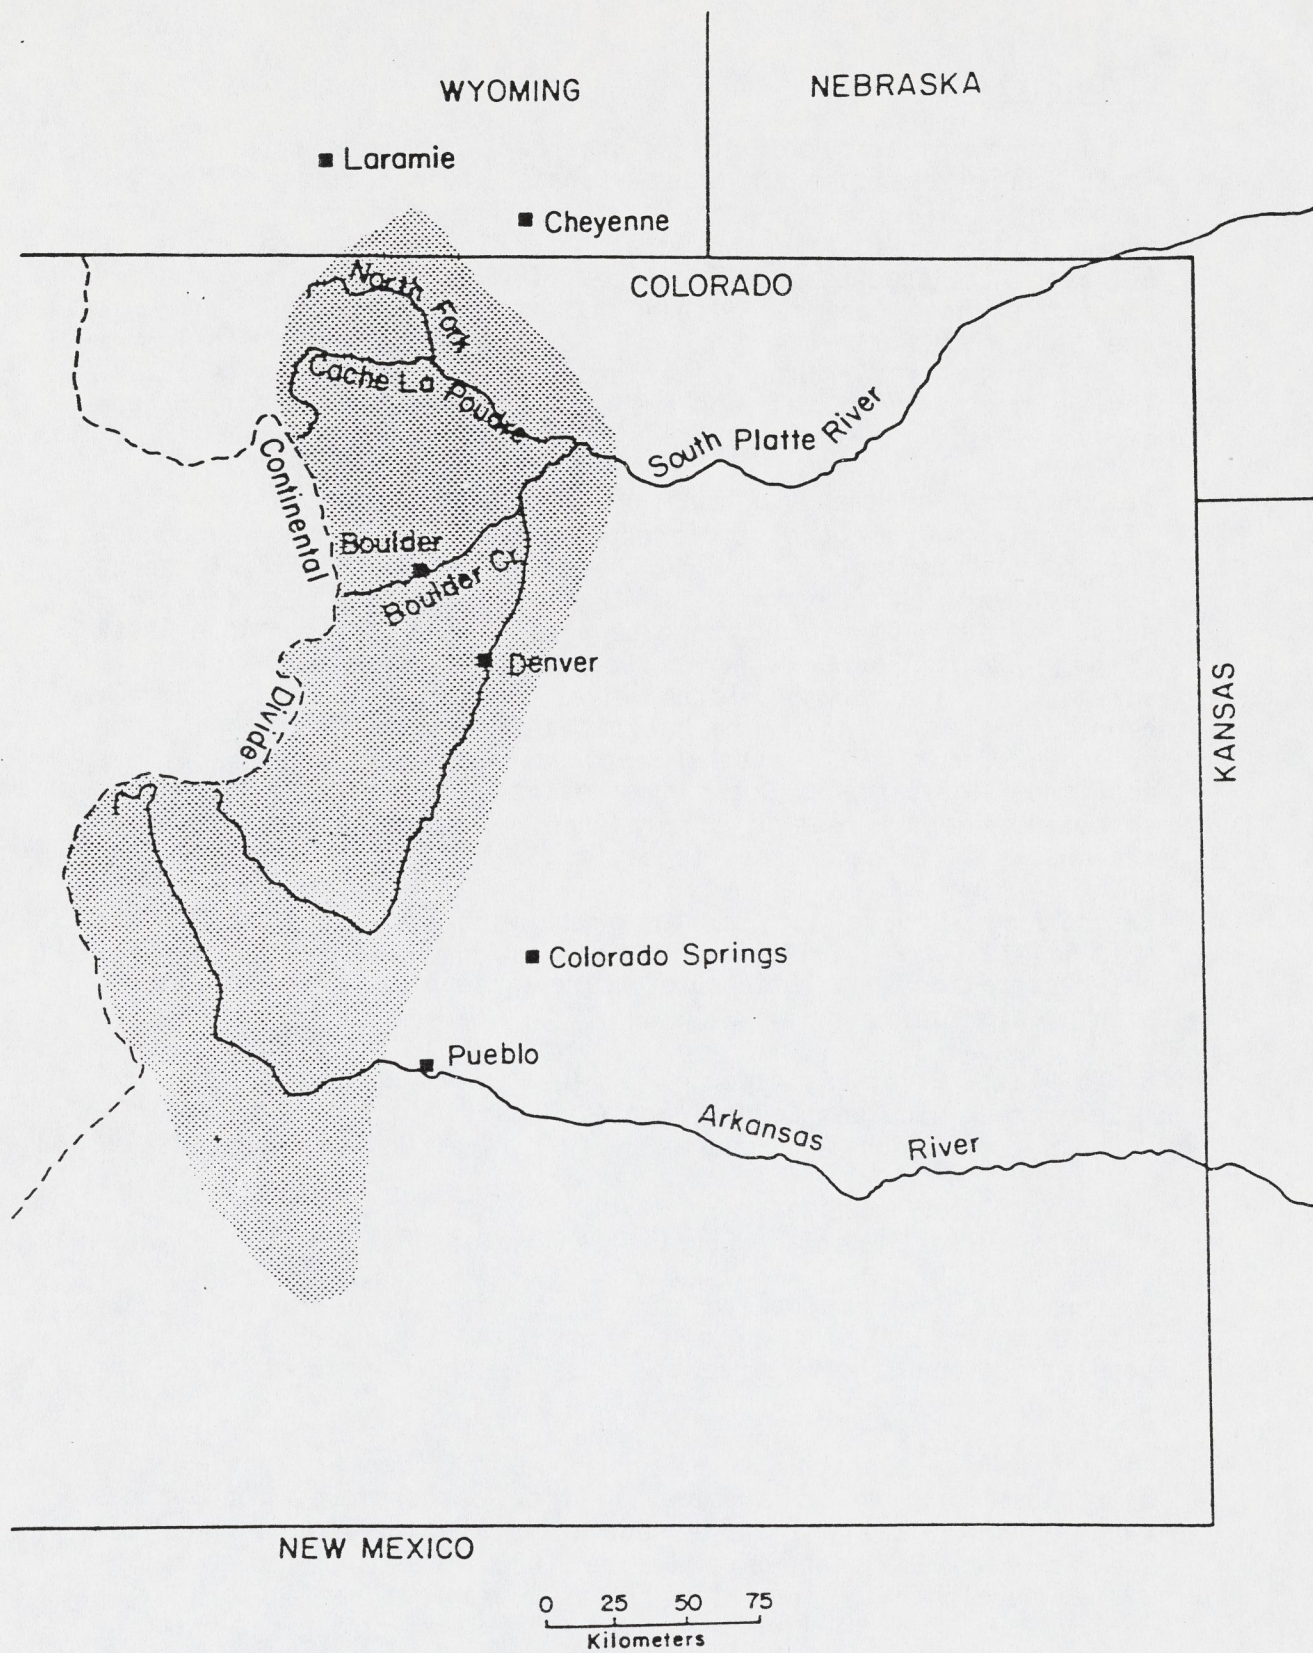 WYOMING
NEBRASKA
Laramie
Cheyenne
North Fork
COLORADO
Cache La Poudre
South Platte River
Continental
Boulder
Boulder Cr.
Denver
Divide
KANSAS
Colorado Springs
Pueblo
Arkansas River
NEW MEXICO
0 25 50 75
Kilometers